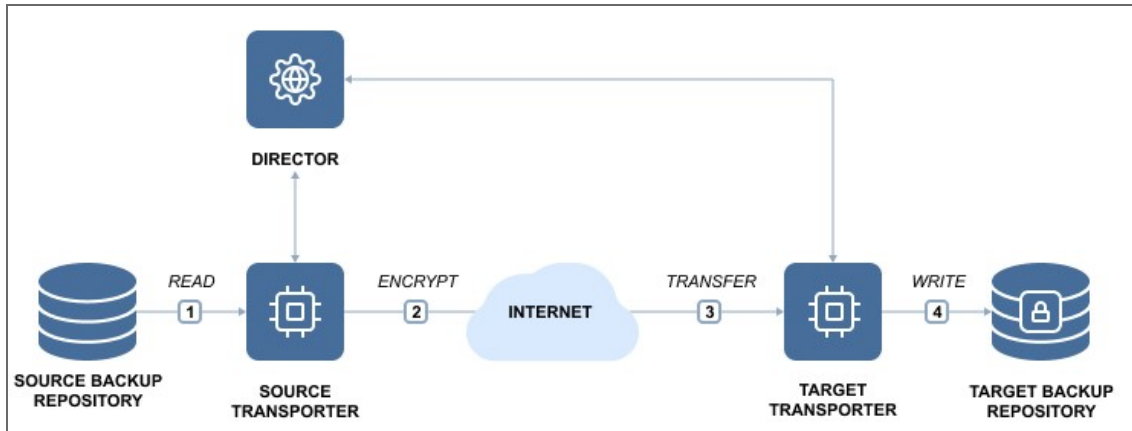 DIRECTOR
READ
1
ENCRYPT
2
INTERNET
TRANSFER
3
WRITE
4
SOURCE BACKUP
REPOSITORY
SOURCE
TRANSPORTER
TARGET
TRANSPORTER
TARGET BACKUP
REPOSITORY